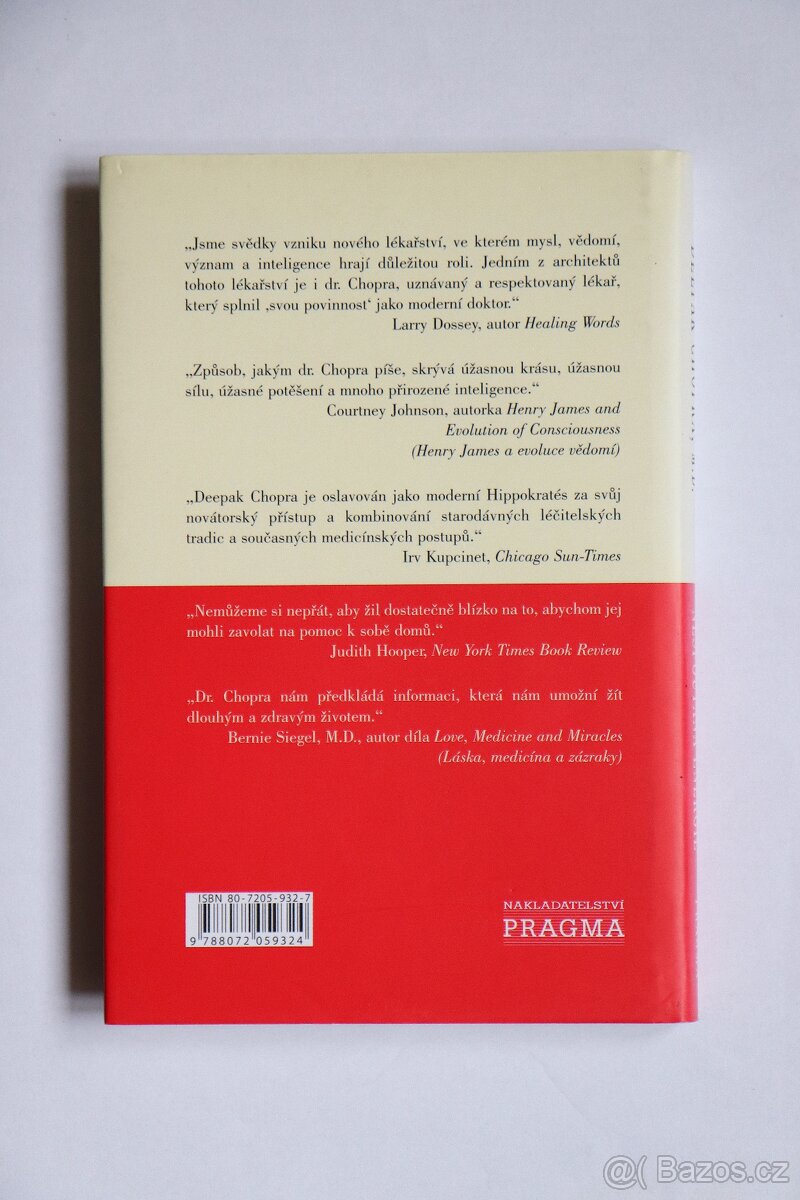 „Jsme svědky vzniku nového lékařství, ve kterém mysl, vědomí,
význam a inteligence hrají důležitou roli. Jedním z architektů
tohoto lékařství je i dr. Chopra, uznávaný a respektovaný lékař,
který splnil ‚svou povinnost‘ jako moderní doktor.“
Larry Dossey, autor Healing Words
„Způsob, jakým dr. Chopra píše, skrývá úžasnou krásu, úžasnou
sílu, úžasné potěšení a mnoho přirozené inteligence.“
Courtney Johnson, autorka Henry James and
Evolution of Consciousness
(Henry James a evoluce vědomí)
„Deepak Chopra je oslavován jako moderní Hippokratés za svůj
novátorský přístup a kombinování starodávných léčitelských
tradic a současných medicínských postupů.“
Irv Kupcinet, Chicago Sun-Times
„Nemůžeme si nepřát, aby žil dostatečně blízko na to, abychom jej
mohli zavolat na pomoc k sobě domů.“
Judith Hooper, New York Times Book Review
„Dr. Chopra nám předkládá informaci, která nám umožní žít
dlouhým a zdravým životem.“
Bernie Siegel, M.D., autor díla Love, Medicine and Miracles
(Láska, medicína a zázraky)
ISBN 80-7205-932-7
9 788072 059324
NAKLADATELSTVÍ
PRAGMA
@( Bazos.cz